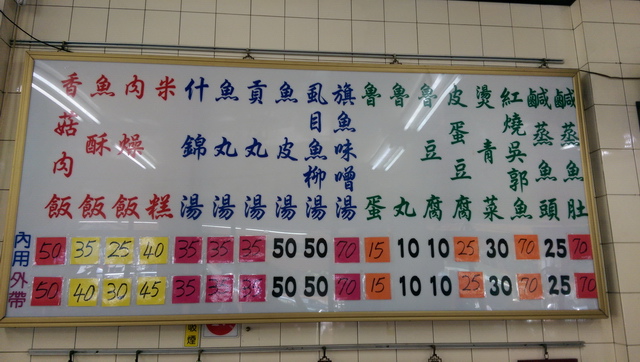 香菇肉飯
魚酥飯
肉燥飯
米糕
什錦湯
魚丸湯
貢丸湯
魚皮湯
虱目魚柳湯
旗魚味噌湯
魯蛋
魯丸
魯豆腐
皮蛋豆腐
燙青菜
紅燒吳郭魚
鹹蒸魚頭
鹹蒸魚肚
內用 50 35 25 40 35 35 35 50 50 70 15 10 10 25 30 70 25 70
外帶 50 40 30 45 35 35 35 50 50 70 15 10 10 25 30 70 25 70
吸煙